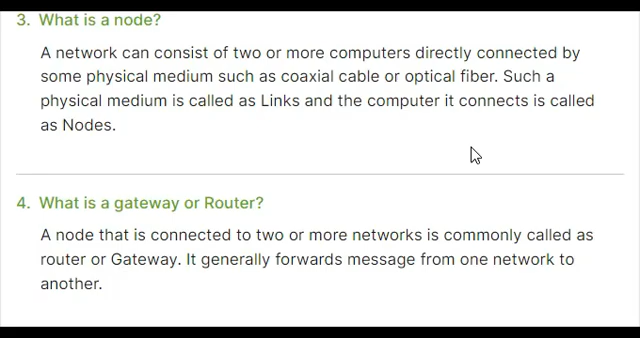 3. What is a node?
A network can consist of two or more computers directly connected by
some physical medium such as coaxial cable or optical fiber. Such a
physical medium is called as Links and the computer it connects is called
as Nodes.
4. What is a gateway or Router?
A node that is connected to two or more networks is commonly called as
router or Gateway. It generally forwards message from one network to
another.